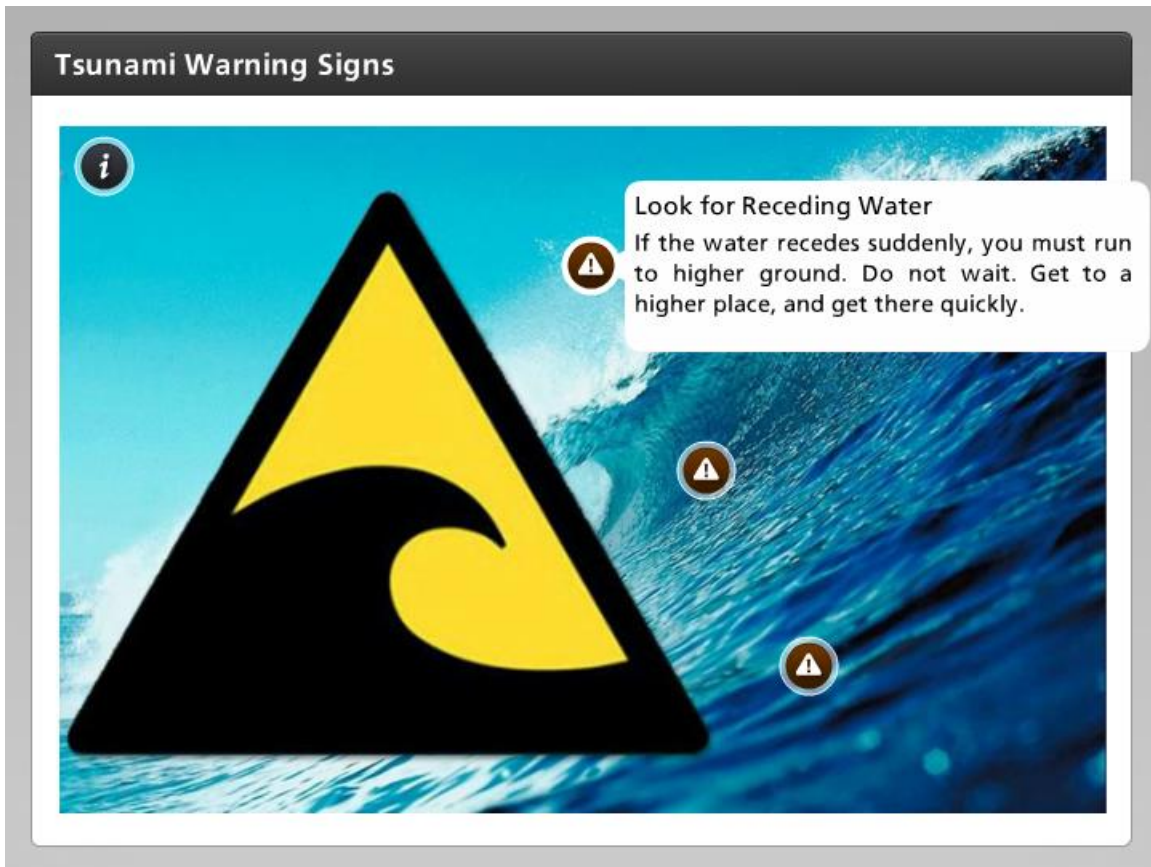 Tsunami Warning Signs
i
Look for Receding Water
If the water recedes suddenly, you must run
to higher ground. Do not wait. Get to a
higher place, and get there quickly.